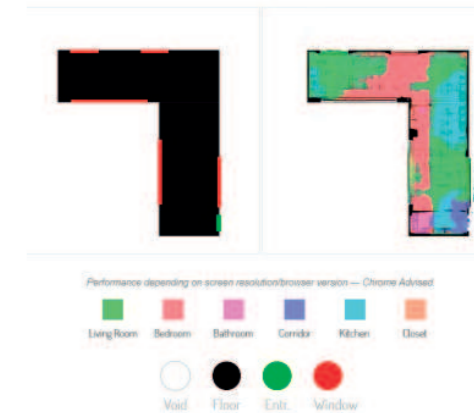 Performance depending on screen resolution/browser version — Chrome Advised.
Living Room Bedroom Bathroom Corridor Kitchen Closet
Void Floor Entr. Window